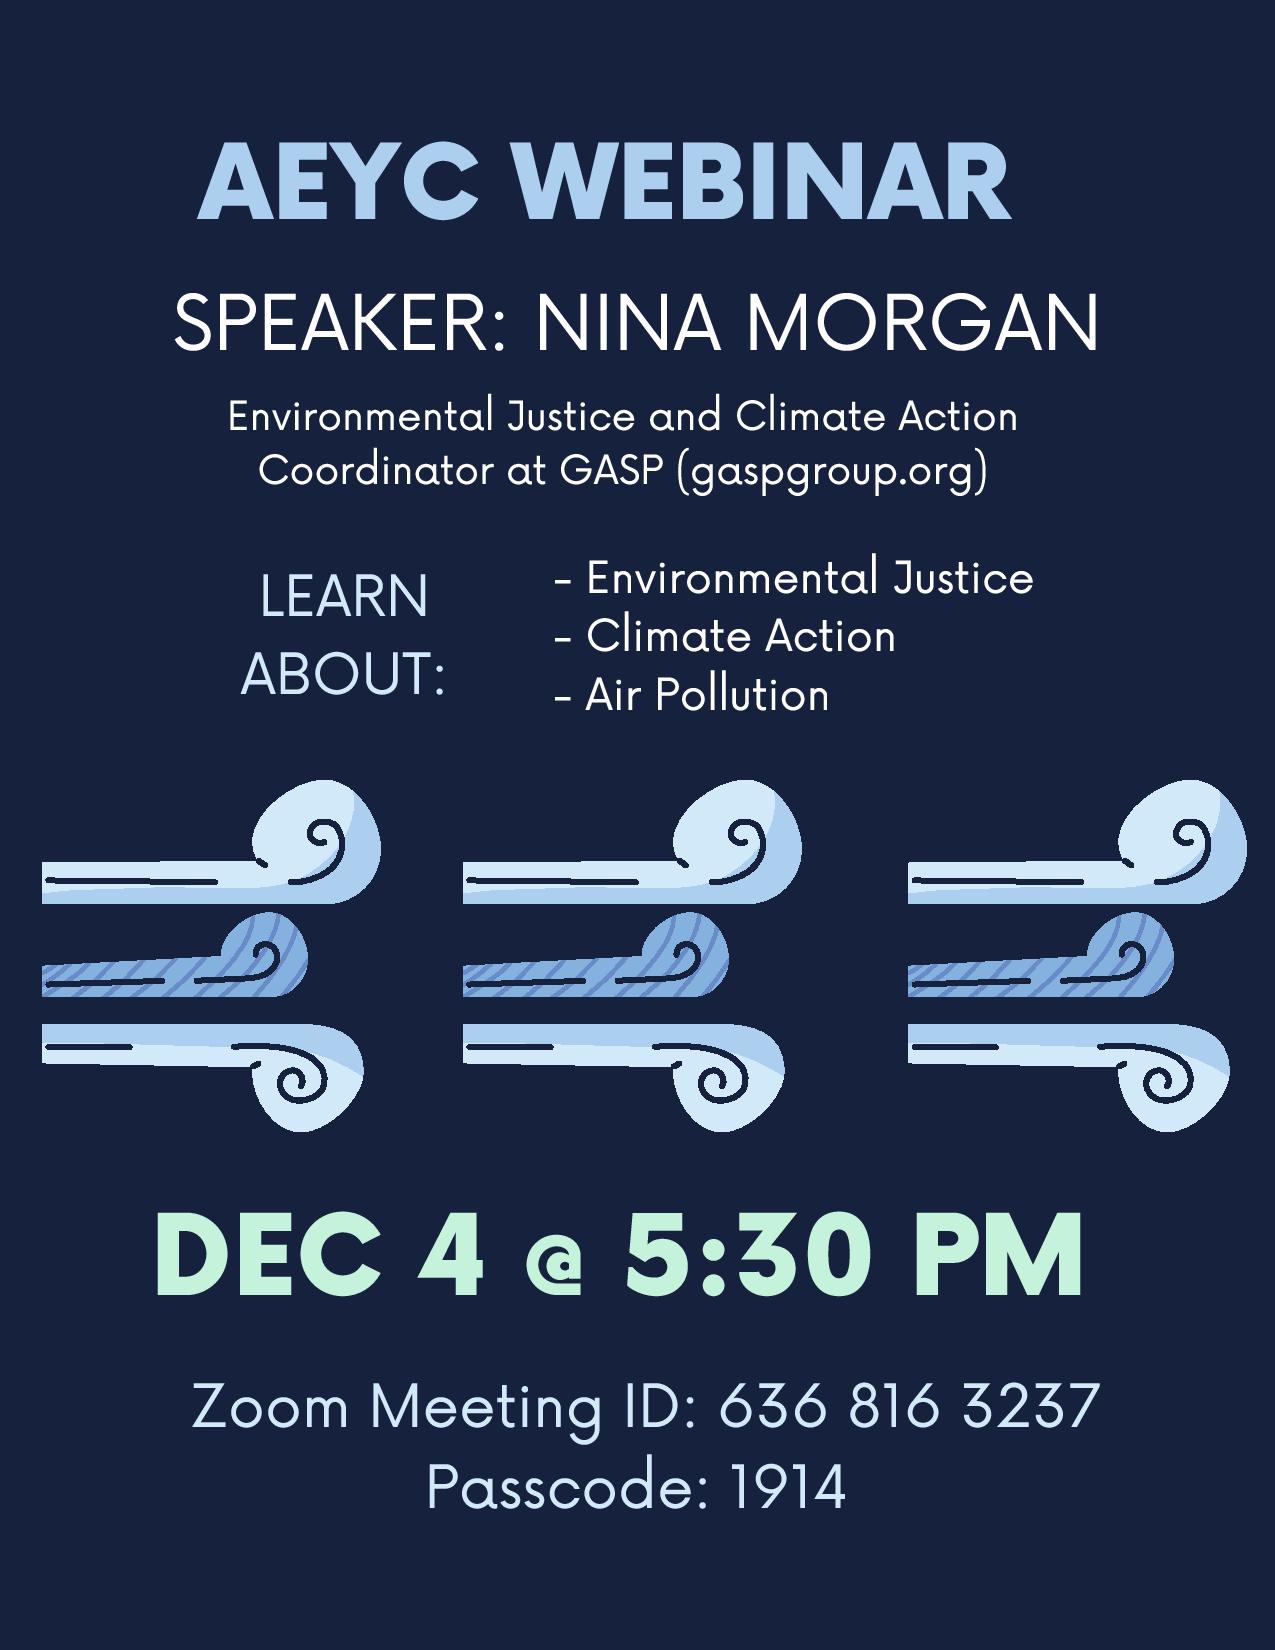 AEYC WEBINAR
SPEAKER: NINA MORGAN
Environmental Justice and Climate Action
Coordinator at GASP (gaspgroup.org)
LEARN
ABOUT:
- Environmental Justice
- Climate Action
- Air Pollution
DEC 4 @ 5:30 PM
Zoom Meeting ID: 636 816 3237
Passcode: 1914